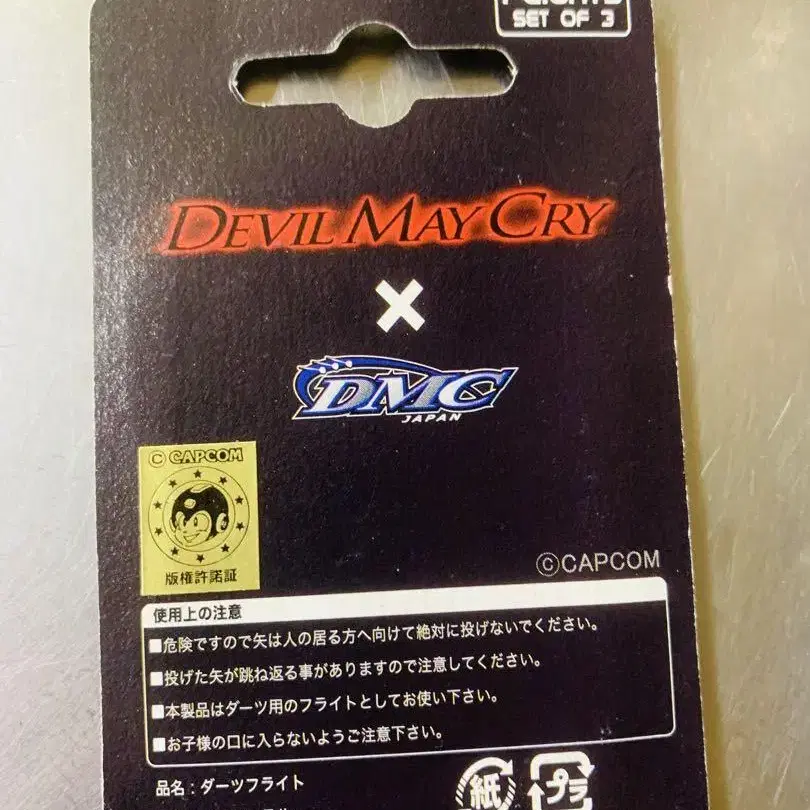 SET OF 3
DEVIL MAY CRY
×
DMC
JAPAN
© CAPCOM
版権許諾証
©CAPCOM
使用上の注意
■危険ですので矢は人の居る方へ向けて絶対に投げないでください。
■投げた矢が跳ね返る事がありますので注意してください。
■本製品はダーツ用のフライトとしてお使い下さい。
■お子様の口に入らないようご注意下さい。
品名：ダーツフライト
紙
プラ